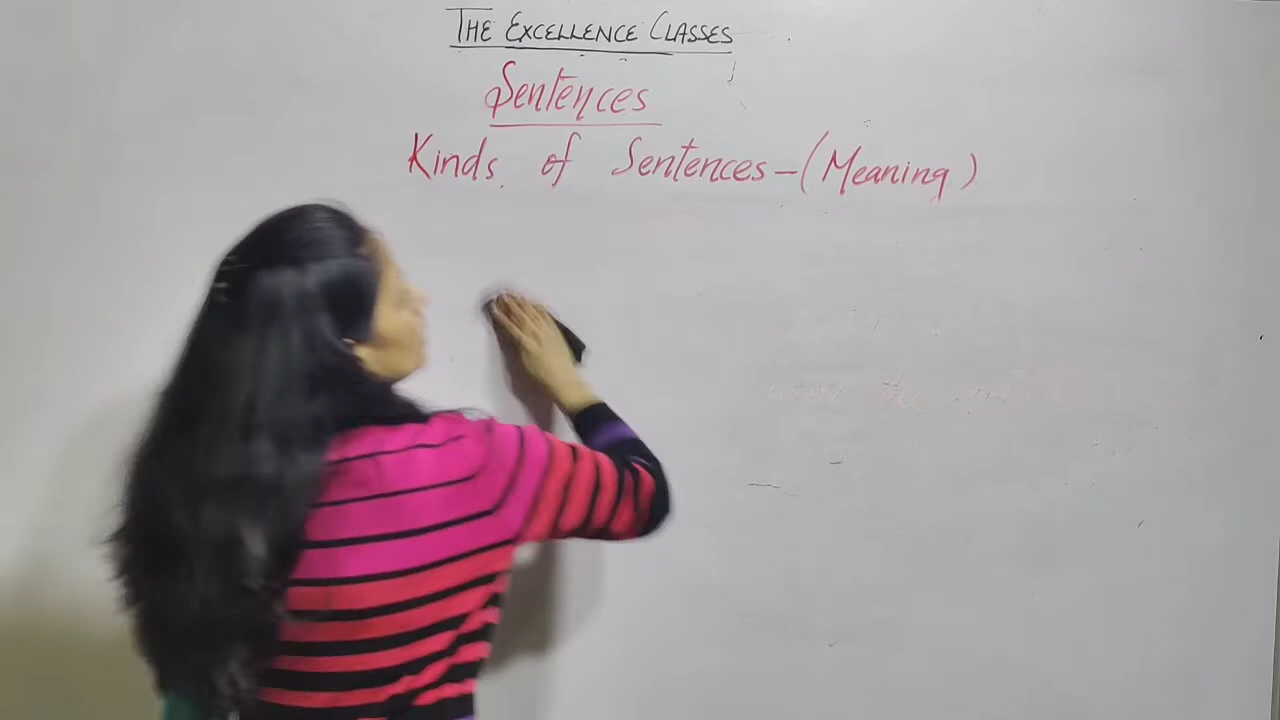 THE EXCELLENCE CLASSES
Sentences
Kinds of Sentences - (Meaning)